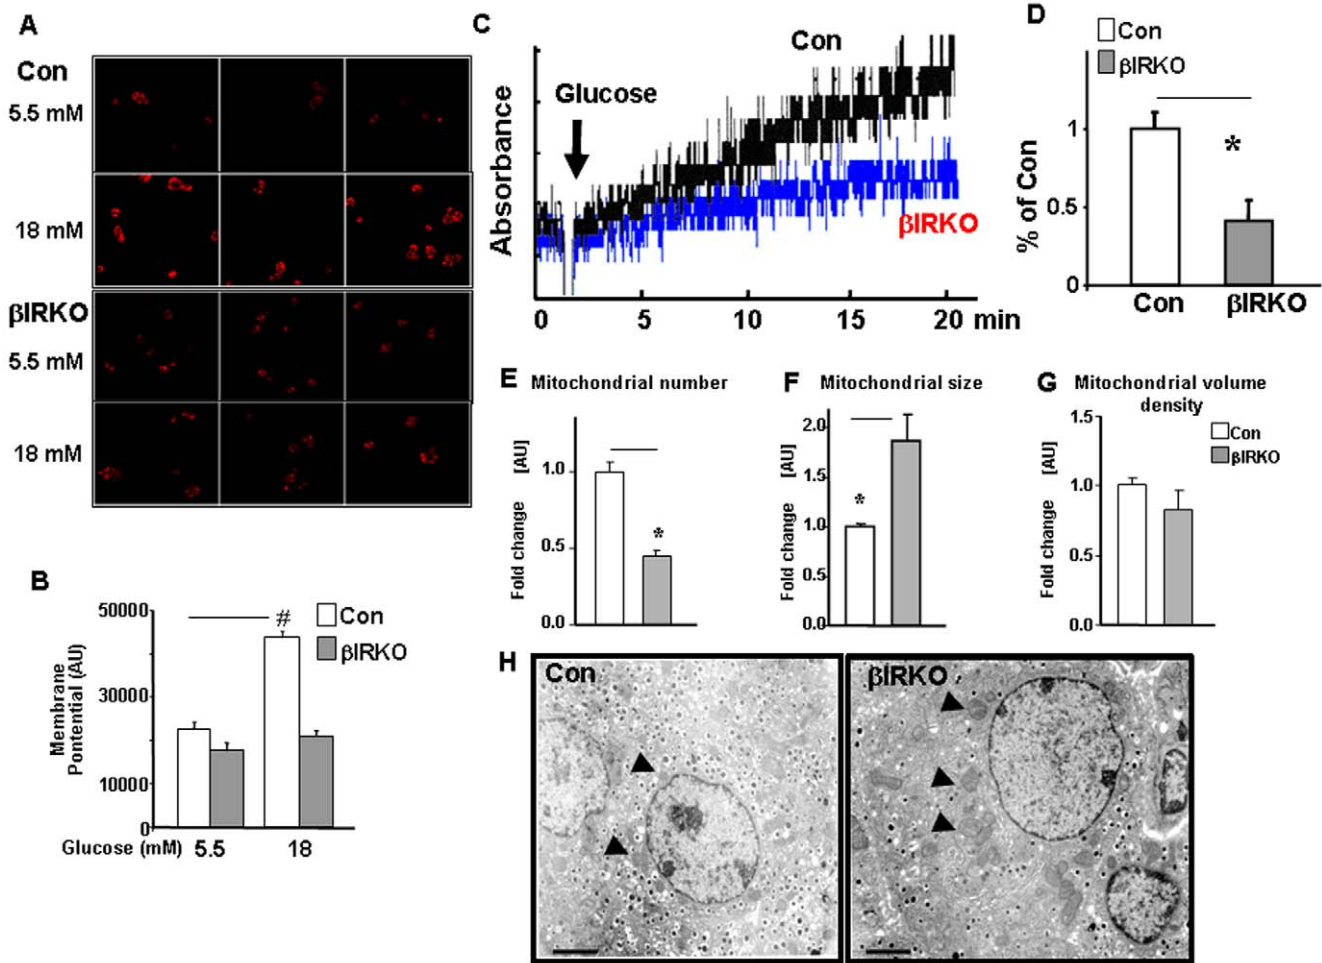 A
Con
5.5 mM
18 mM
βIRKO
5.5 mM
18 mM
B
50000
30000
10000
0
Membrane
Pontential (AU)
#
Con
βIRKO
Glucose (mM) 5.5 18
C
Absorbance
Glucose
Con
βIRKO
0 5 10 15 20 min
D
Con
βIRKO
% of Con
1
0.5
0
*
Con βIRKO
E Mitochondrial number
Fold change [AU]
1.0
0.5
0.0
*
F Mitochondrial size
Fold change [AU]
2.0
1.5
1.0
0.5
0.0
*
G Mitochondrial volume
density
Fold change [AU]
1.5
1.0
0.5
0.0
Con
βIRKO
H
Con
βIRKO